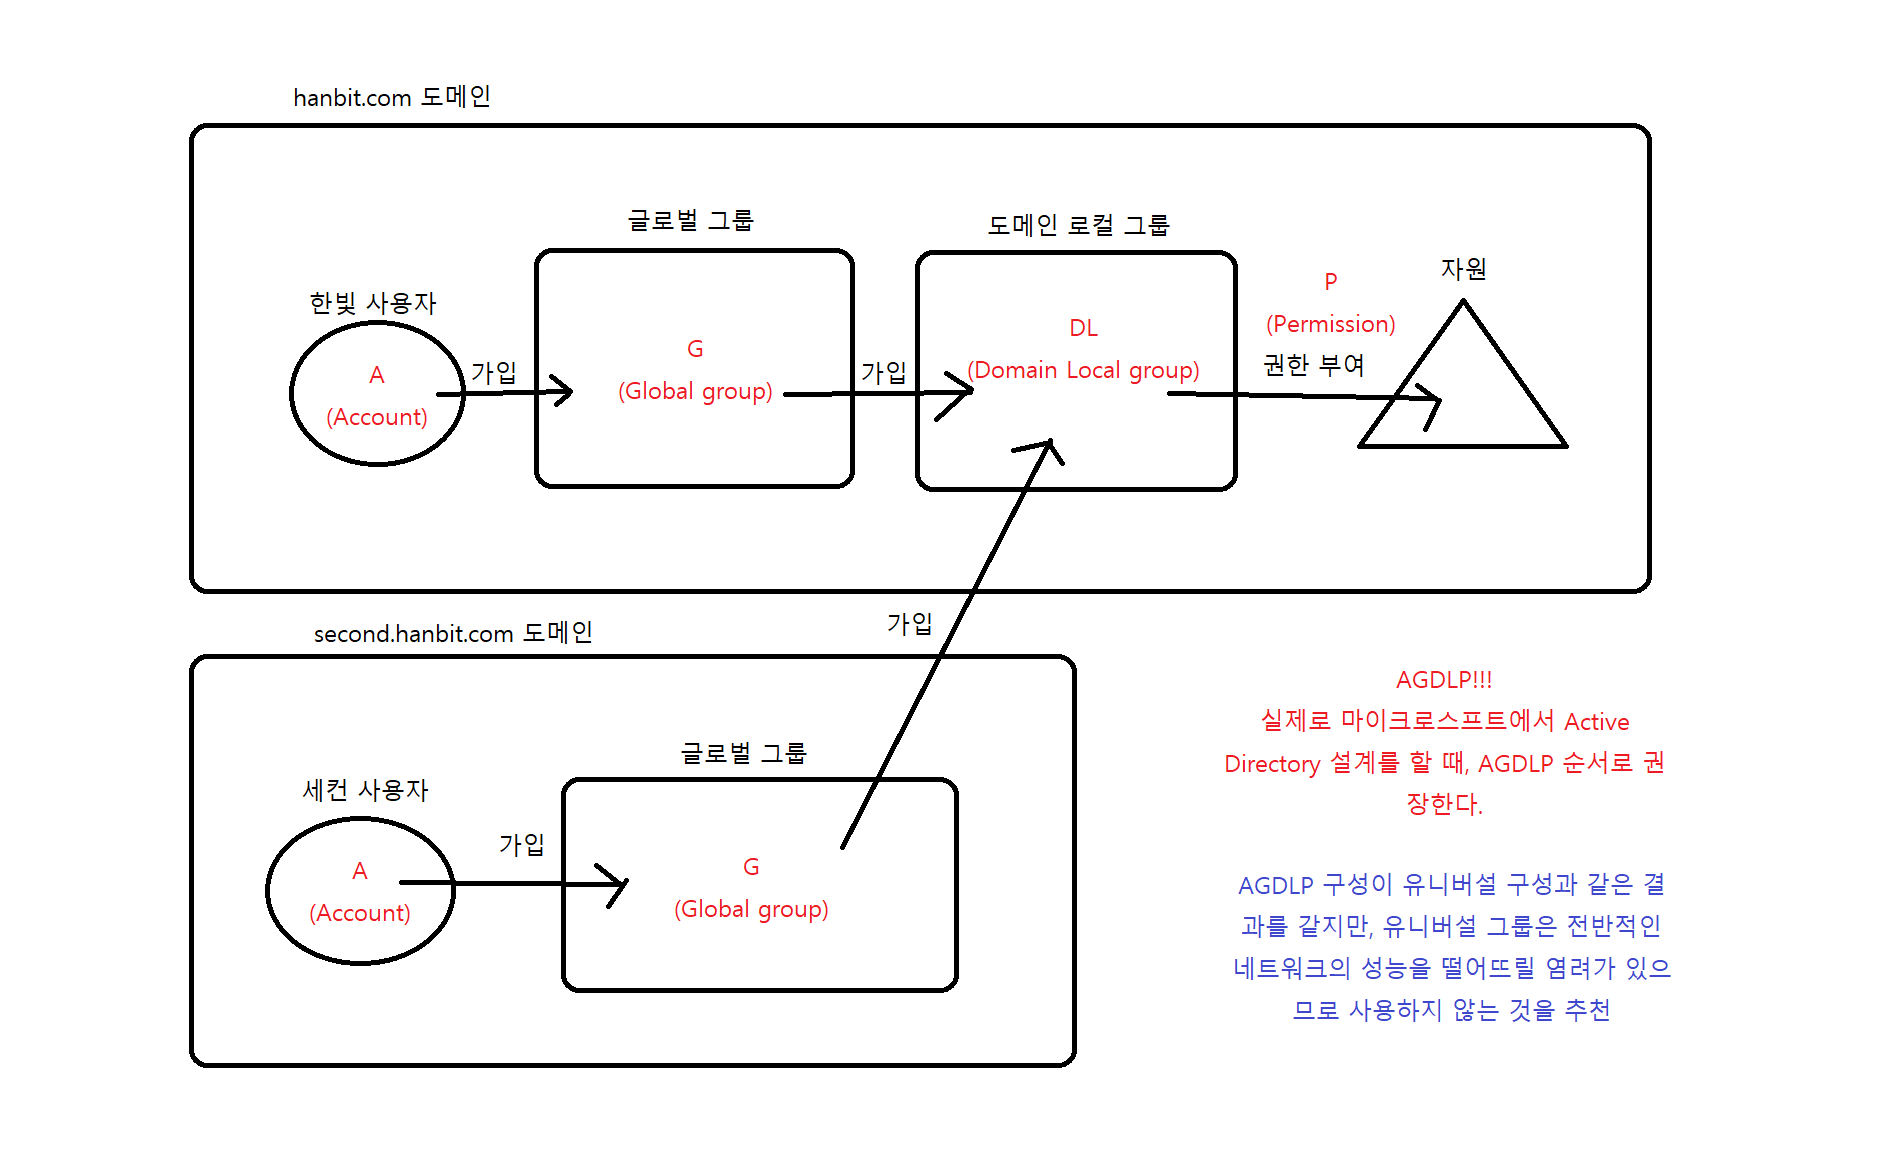 hanbit.com 도메인
글로벌 그룹
도메인 로컬 그룹
자원
한빛 사용자
A
(Account)
가입
G
(Global group)
가입
DL
(Domain Local group)
P
(Permission)
권한 부여
가입
second.hanbit.com 도메인
글로벌 그룹
세컨 사용자
A
(Account)
가입
G
(Global group)
AGDLP!!!
실제로 마이크로스프트에서 Active
Directory 설계를 할 때, AGDLP 순서로 권
장한다.
AGDLP 구성이 유니버설 구성과 같은 결
과를 같지만, 유니버설 그룹은 전반적인
네트워크의 성능을 떨어뜨릴 염려가 있으
므로 사용하지 않는 것을 추천